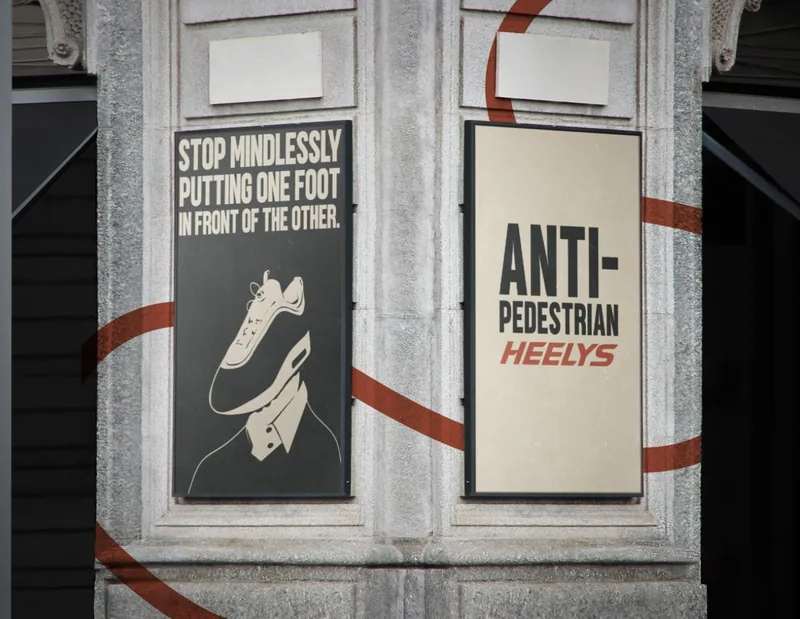 STOP MINDLESSLY
PUTTING ONE FOOT
IN FRONT OF THE OTHER.
ANTI-
PEDESTRIAN
HEELYS